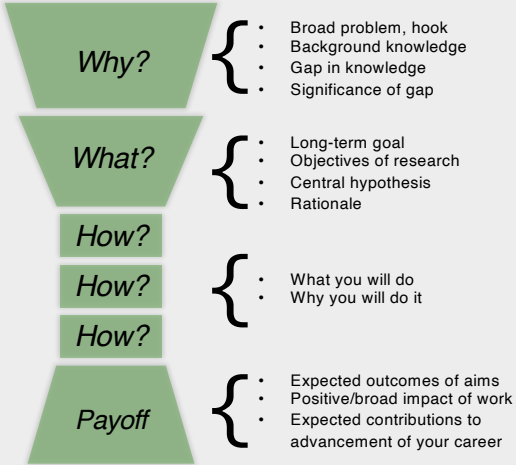 Why?
{
• Broad problem, hook
• Background knowledge
• Gap in knowledge
• Significance of gap
What?
{
• Long-term goal
• Objectives of research
• Central hypothesis
• Rationale
How?
How?
How?
{
• What you will do
• Why you will do it
Payoff
{
• Expected outcomes of aims
• Positive/broad impact of work
• Expected contributions to
advancement of your career